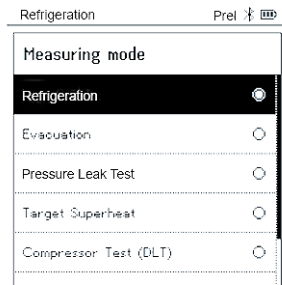 Refrigeration Prel
Measuring mode
Refrigeration
Evacuation
Pressure Leak Test
Target Superheat
Compressor Test (DLT)